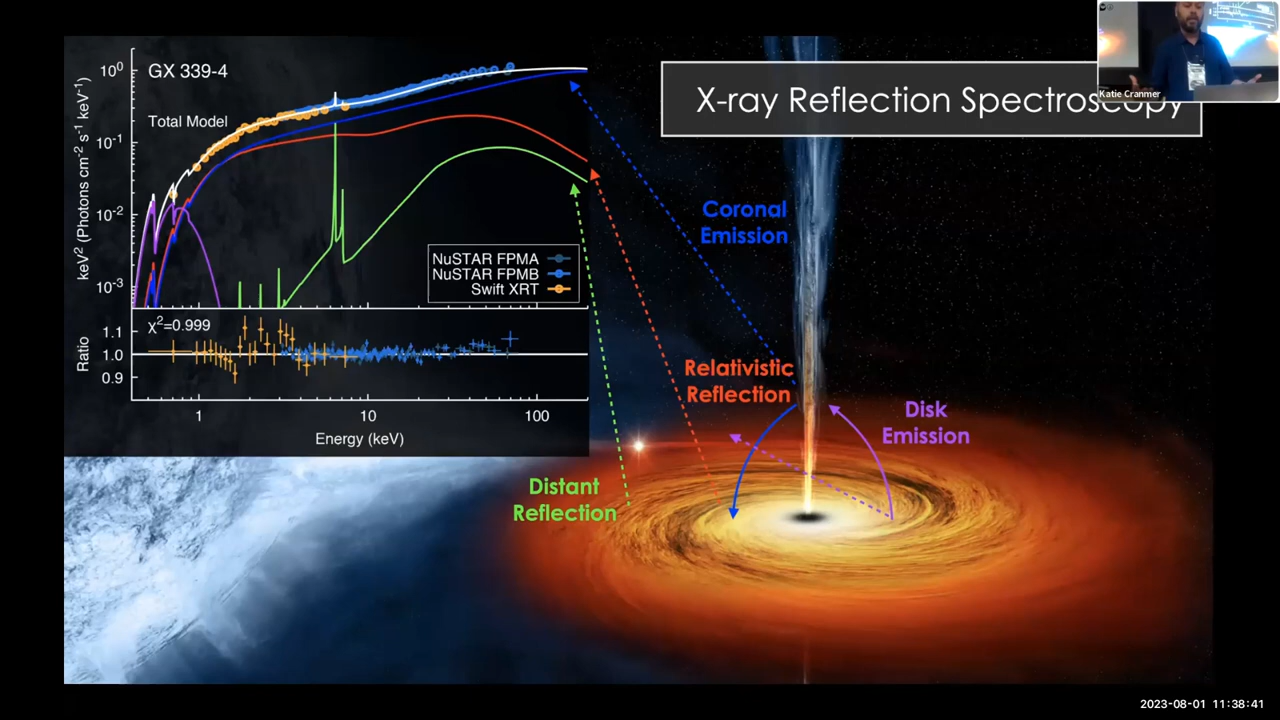 X-ray Reflection Spectroscopy
Katie Cranmer
GX 339-4
Total Model
keV² (Photons cm⁻² s⁻¹ keV⁻¹)
10⁰
10⁻¹
10⁻²
10⁻³
NuSTAR FPMA
NuSTAR FPMB
Swift XRT
χ²=0.999
Ratio
1.1
1.0
0.9
1
10
100
Energy (keV)
Coronal
Emission
Relativistic
Reflection
Disk
Emission
Distant
Reflection
2023-08-01 11:38:41